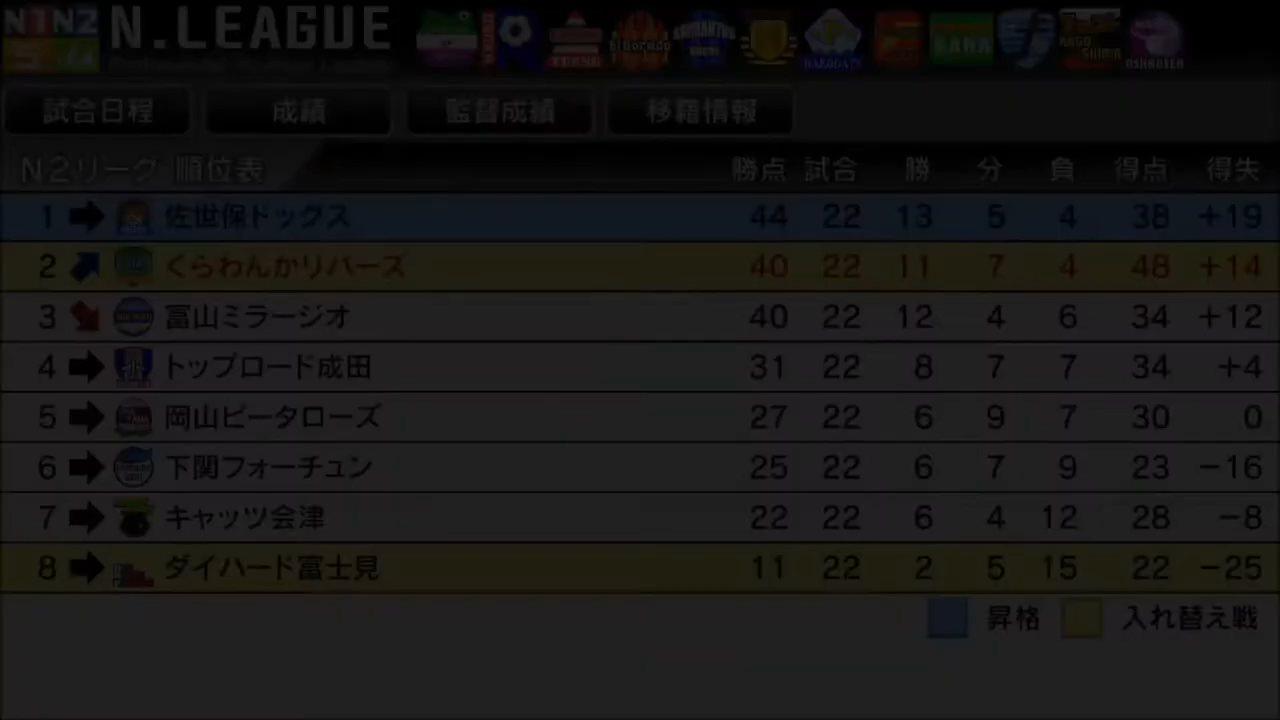 N1 N2
N.LEAGUE
ElDorado
HAKODATE
KAGOSHIMA
試合日程 成績 監督成績 移籍情報
N2リーグ 順位表 勝点 試合 勝 分 負 得点 得失
1 佐世保ドックス 44 22 13 5 4 38 +19
2 くらわんかリバーズ 40 22 11 7 4 48 +14
3 富山ミラージオ 40 22 12 4 6 34 +12
4 トップロード成田 31 22 8 7 7 34 +4
5 岡山ピータローズ 27 22 6 9 7 30 0
6 下関フォーチュン 25 22 6 7 9 23 -16
7 キャッツ会津 22 22 6 4 12 28 -8
8 ダイハード富士見 11 22 2 5 15 22 -25
昇格 入れ替え戦